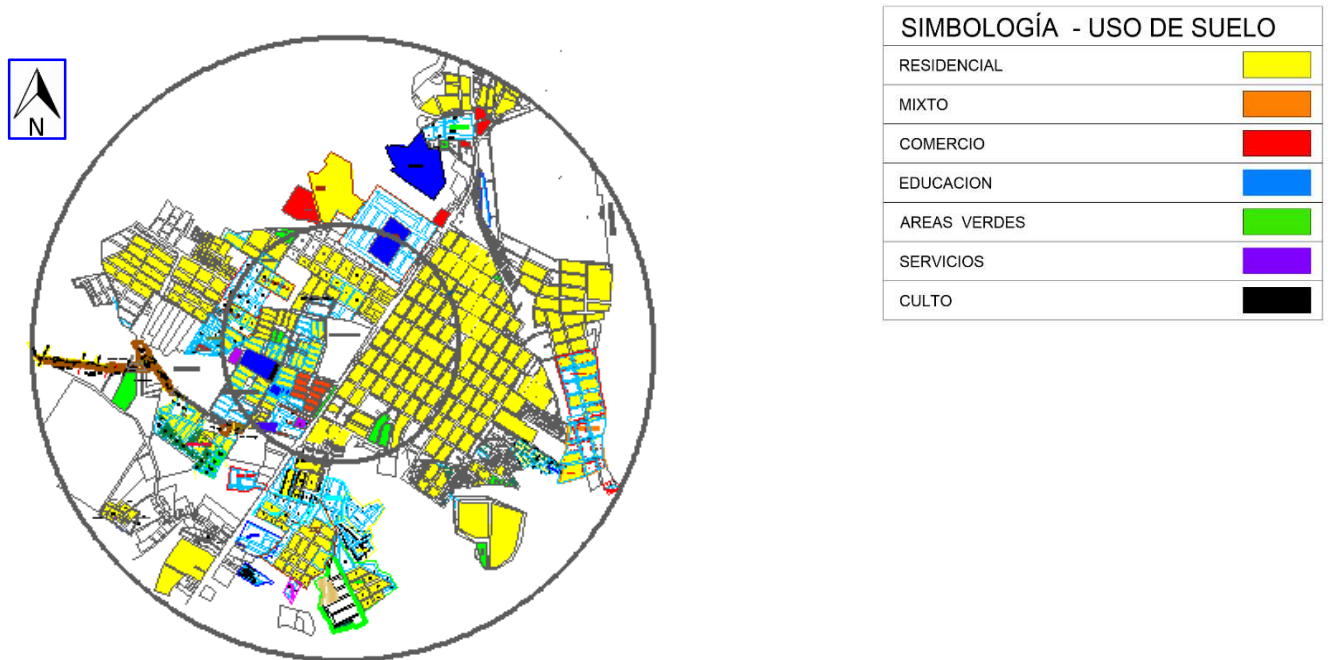 N
SIMBOLOGÍA - USO DE SUELO
RESIDENCIAL
MIXTO
COMERCIO
EDUCACION
AREAS VERDES
SERVICIOS
CULTO